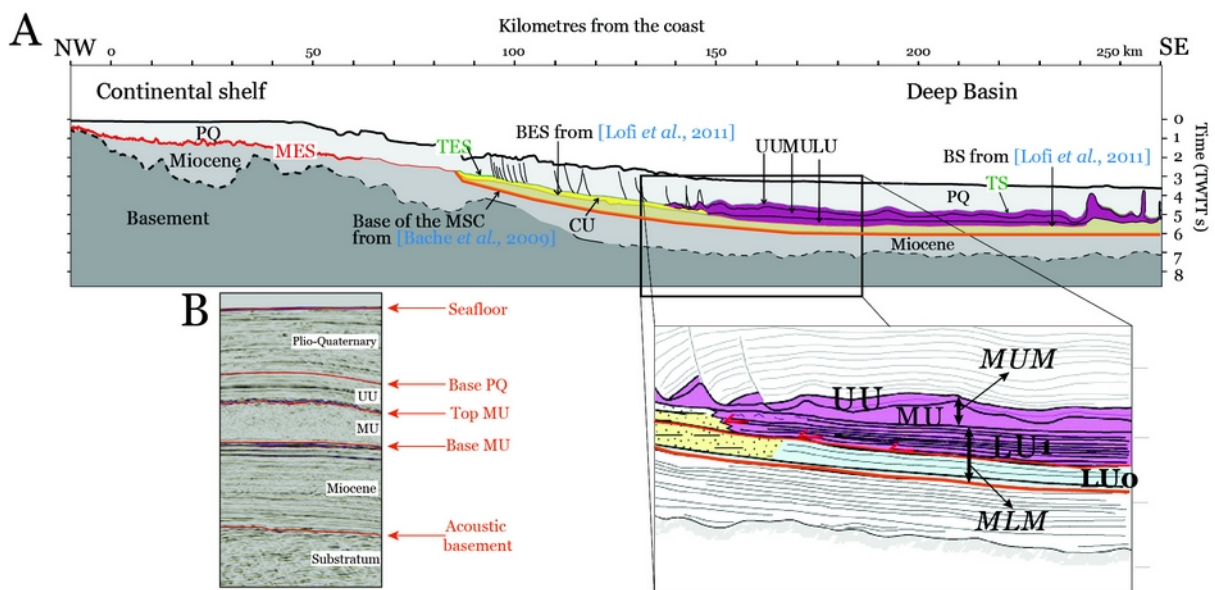 Kilometres from the coast
A
NW 0 50 100 150 200 250 km SE
Continental shelf
Deep Basin
0
1
2
3
4
5
6
7
8
Time (TWTT s)
PQ
Miocene
MES
TES
BES from [Lofi et al., 2011]
UUMULU
BS from [Lofi et al., 2011]
TS
PQ
Basement
Base of the MSC
from [Bache et al., 2009]
CU
Miocene
B
Seafloor
Plio-Quaternary
Base PQ
UU
Top MU
MU
Base MU
Miocene
Acoustic
basement
Substratum
MUM
UU
MU
LU1
LU0
MLM